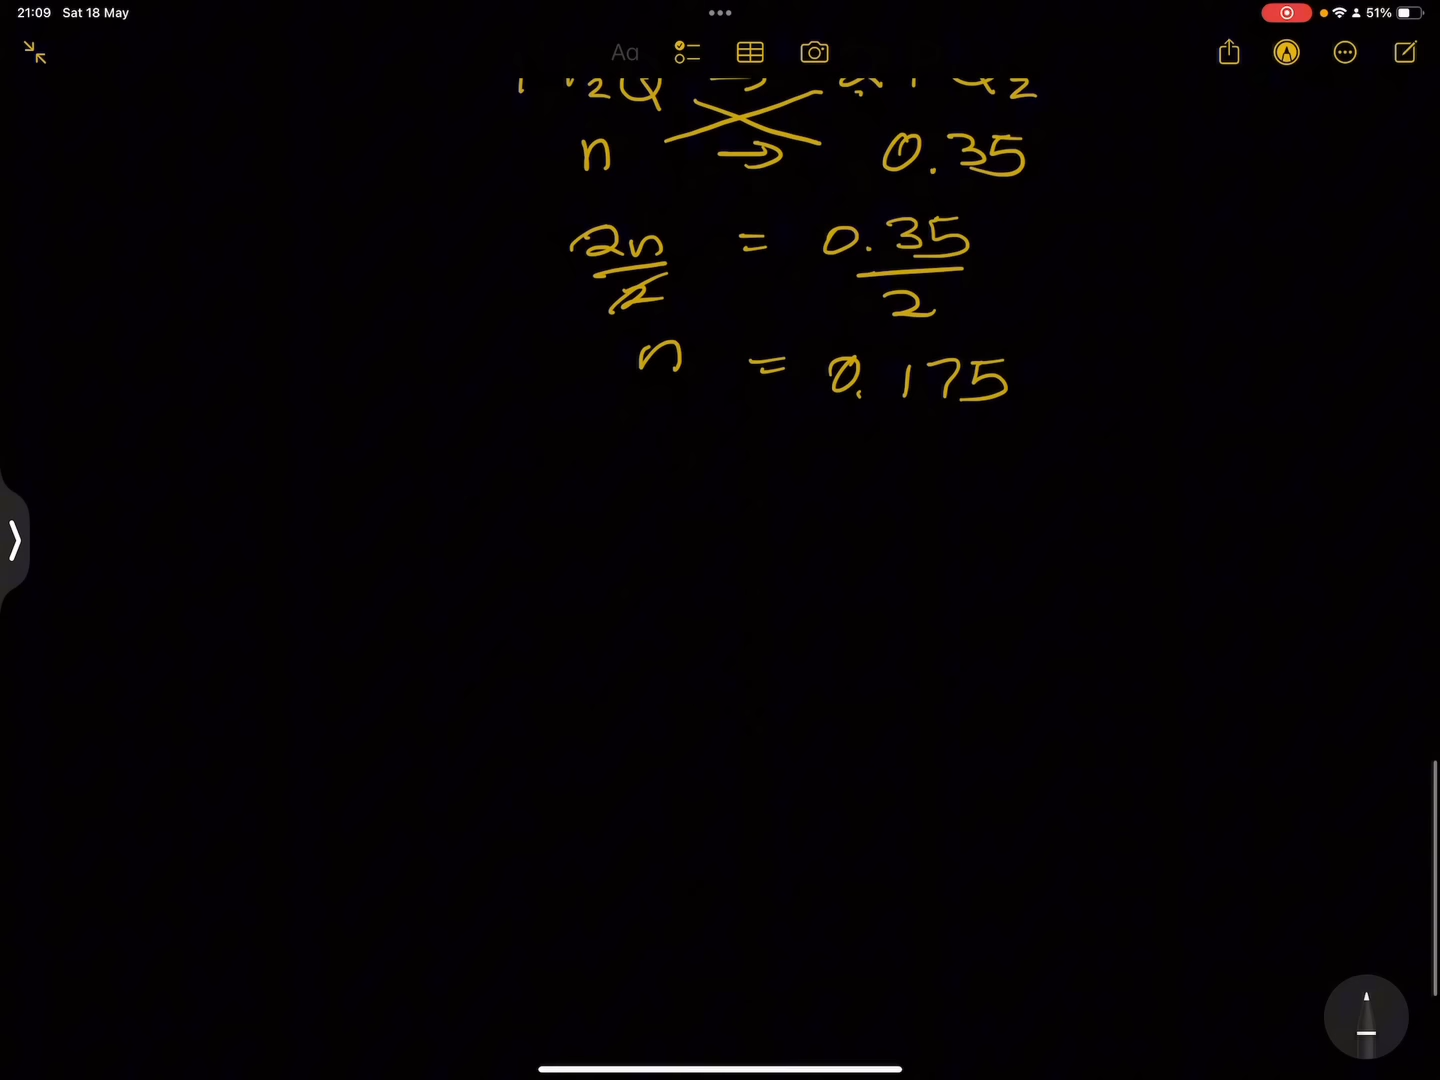 21:09 Sat 18 May 51%
Aa
n → 0.35
2n = 0.35
2 2
n = 0.175